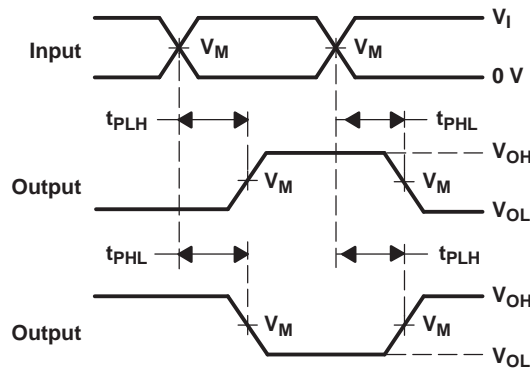 V_I
Input V_M V_M
0 V
t_PLH t_PHL
V_OH
Output V_M V_M
V_OL
t_PHL t_PLH
V_OH
Output V_M V_M
V_OL